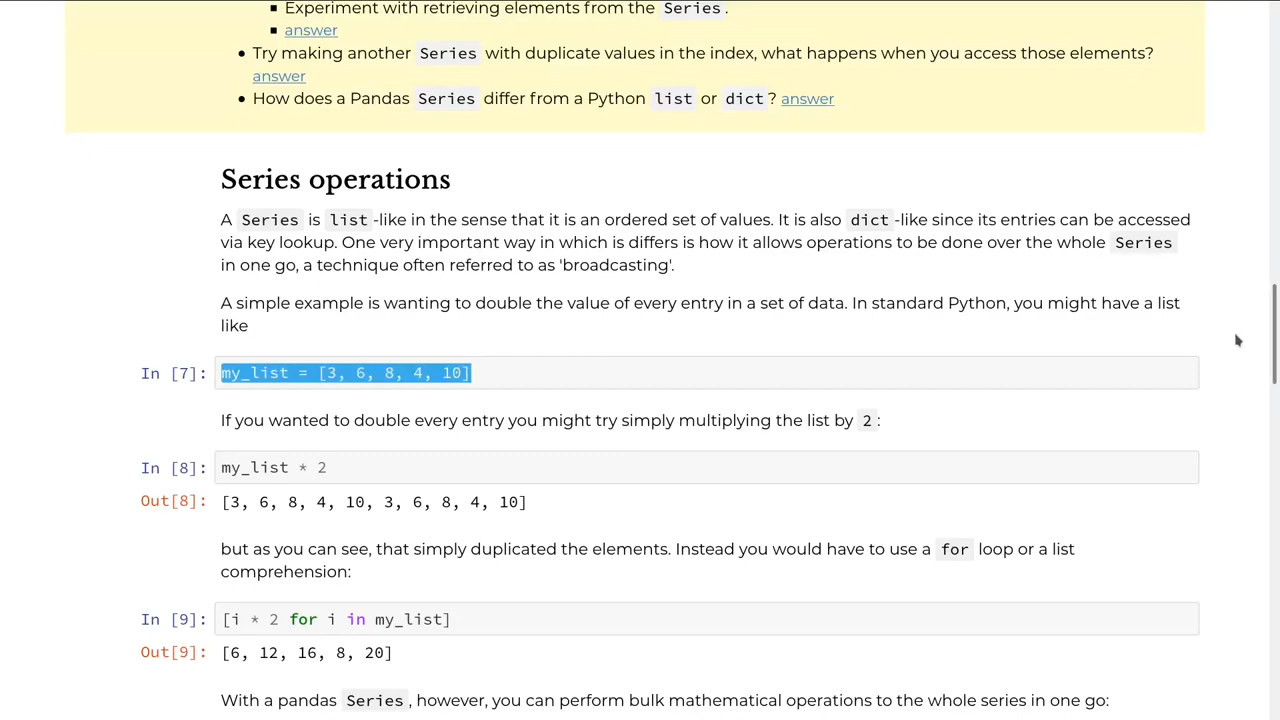 Experiment with retrieving elements from the Series.
answer
Try making another Series with duplicate values in the index, what happens when you access those elements?
answer
How does a Pandas Series differ from a Python list or dict? answer
Series operations
A Series is list-like in the sense that it is an ordered set of values. It is also dict-like since its entries can be accessed
via key lookup. One very important way in which is differs is how it allows operations to be done over the whole Series
in one go, a technique often referred to as 'broadcasting'.
A simple example is wanting to double the value of every entry in a set of data. In standard Python, you might have a list
like
In [7]: my_list = [3, 6, 8, 4, 10]
If you wanted to double every entry you might try simply multiplying the list by 2:
In [8]: my_list * 2
Out[8]: [3, 6, 8, 4, 10, 3, 6, 8, 4, 10]
but as you can see, that simply duplicated the elements. Instead you would have to use a for loop or a list
comprehension:
In [9]: [i * 2 for i in my_list]
Out[9]: [6, 12, 16, 8, 20]
With a pandas Series, however, you can perform bulk mathematical operations to the whole series in one go: